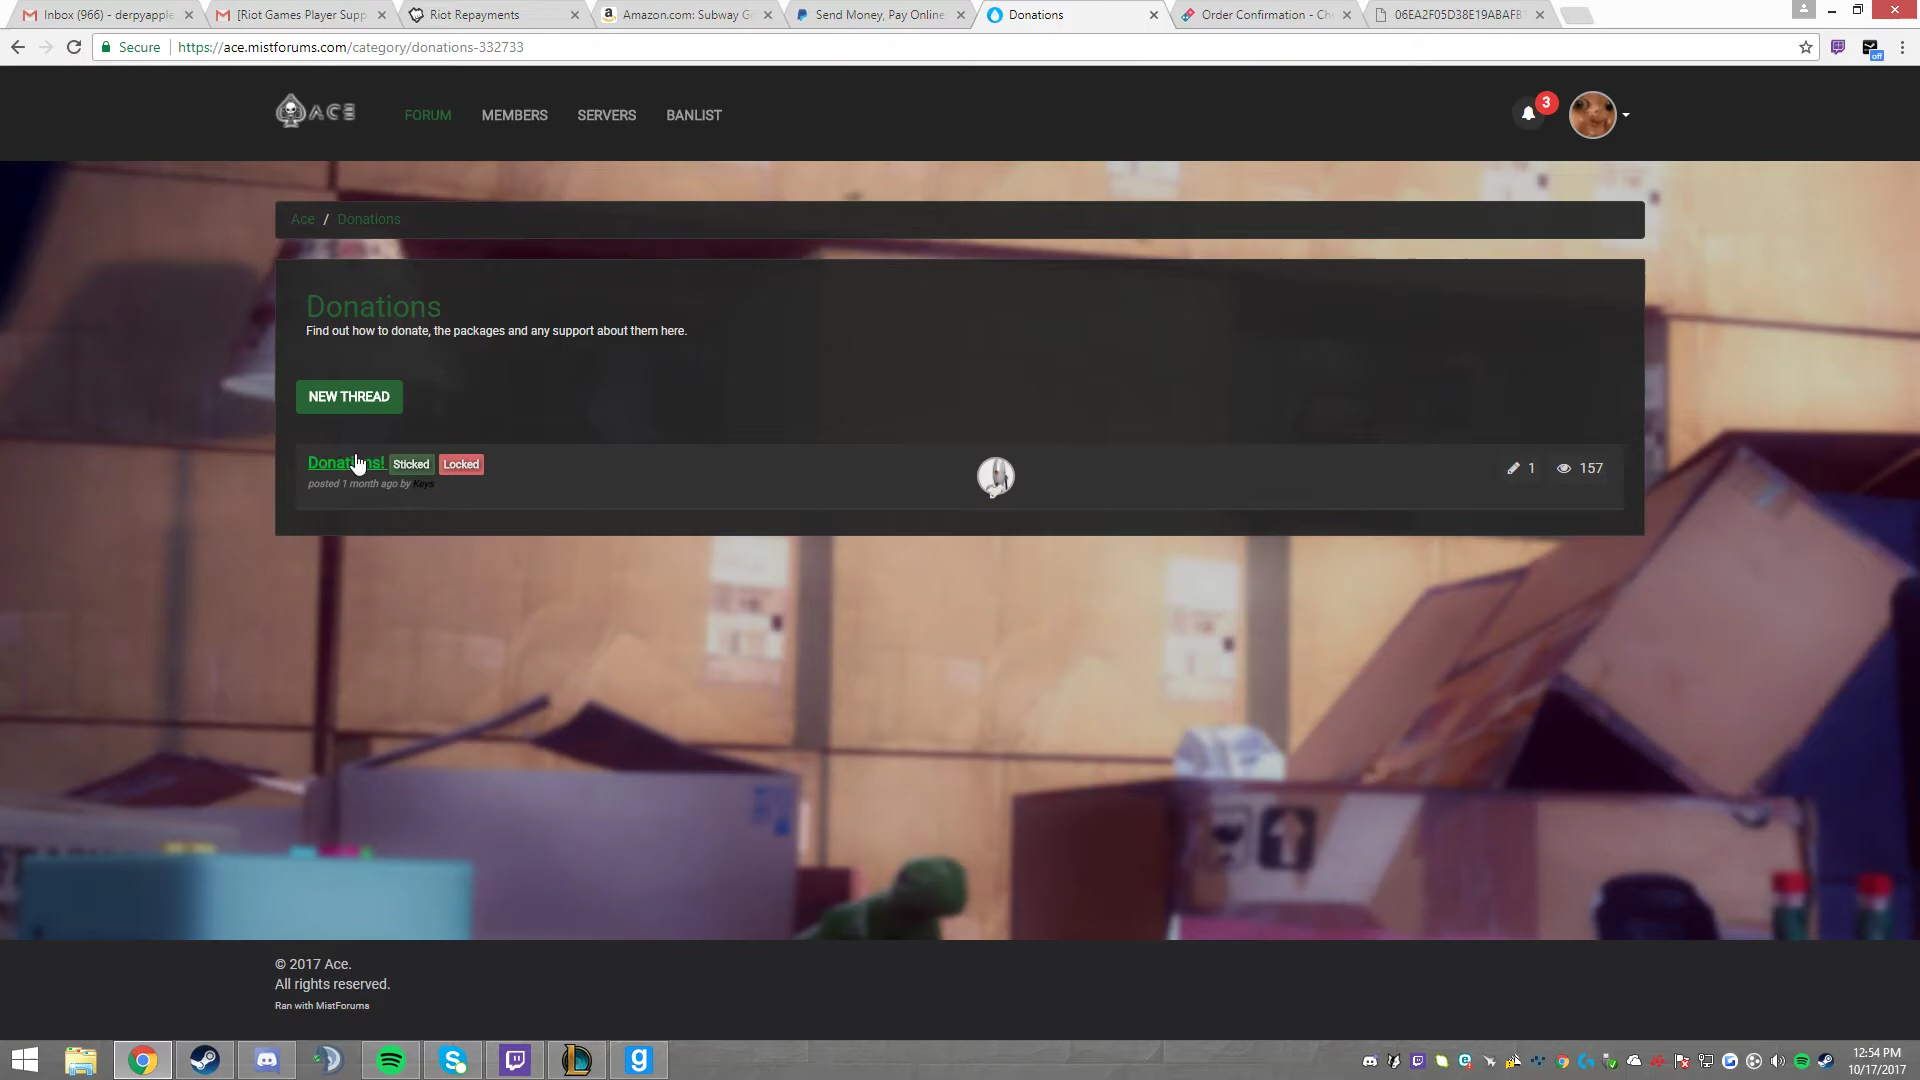 Inbox (966) - derpyapple
[Riot Games Player Supp
Riot Repayments
Amazon.com: Subway Gi
Send Money, Pay Online
Donations
Order Confirmation - Ch
06EA2F05D38E19ABAFB
Secure https://ace.mistforums.com/category/donations-332733
off
ACE FORUM MEMBERS SERVERS BANLIST 3
Ace / Donations
Donations
Find out how to donate, the packages and any support about them here.
NEW THREAD
Donations! Sticked Locked
posted 1 month ago by Keys
1 157
© 2017 Ace.
All rights reserved.
Ran with MistForums
12:54 PM
10/17/2017